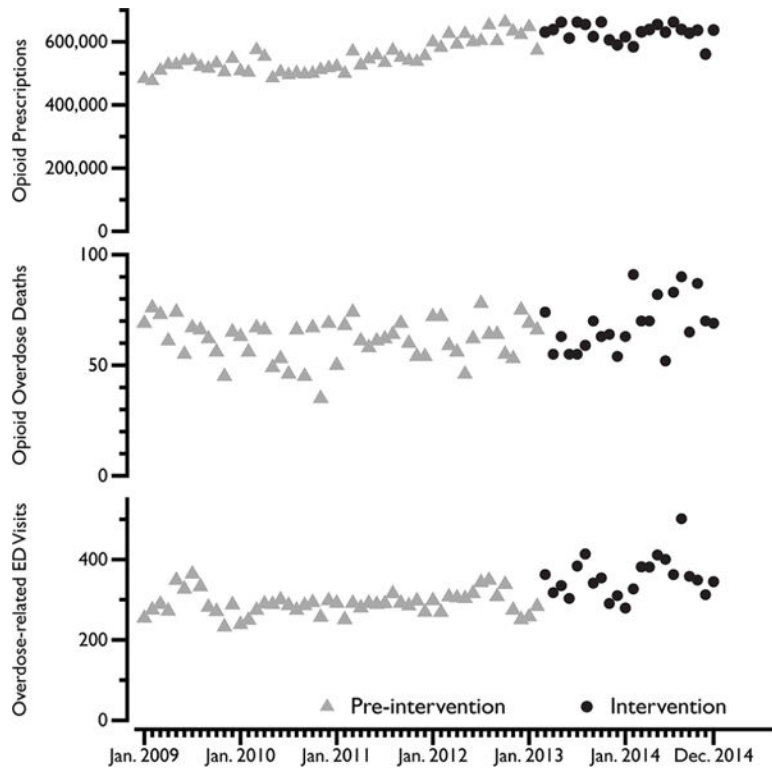 Opioid Prescriptions
600,000
400,000
200,000
0
Opioid Overdose Deaths
100
50
0
Overdose-related ED Visits
400
200
0
Pre-intervention
Intervention
Jan. 2009 Jan. 2010 Jan. 2011 Jan. 2012 Jan. 2013 Jan. 2014 Dec. 2014